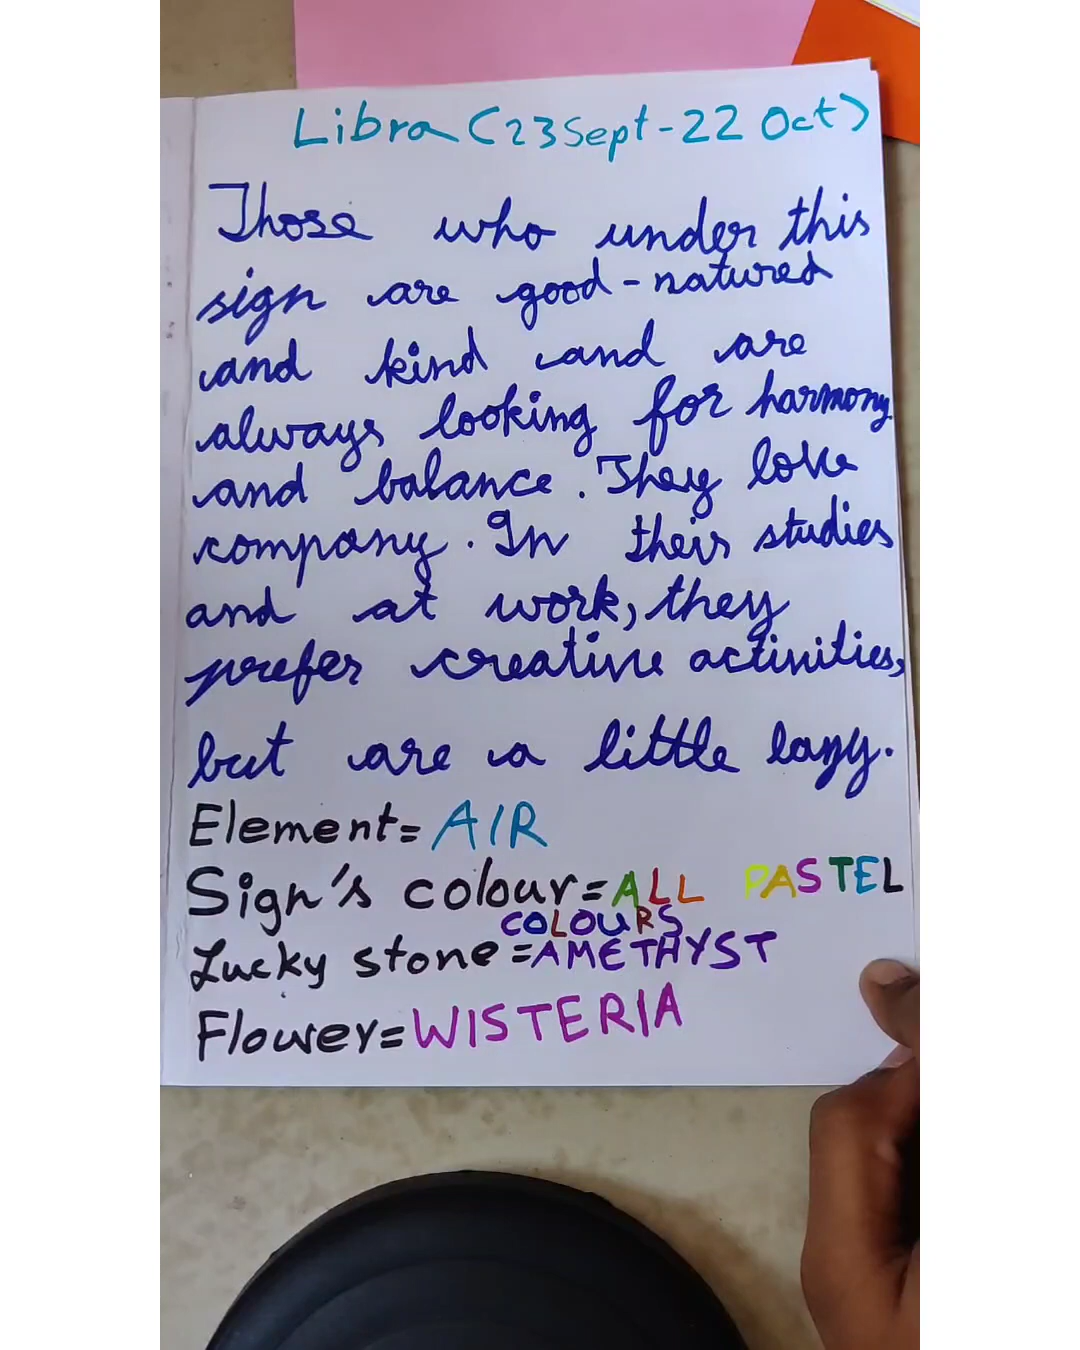 Libra (23 Sept - 22 Oct)
Those who under this
sign are good-natured
and kind and are
always looking for harmony
and balance. They love
company. In their studies
and at work, they
prefer creative activities,
but are a little lazy.
Element = AIR
Sign's colour = ALL PASTEL
COLOURS
Lucky stone = AMETHYST
Flower = WISTERIA